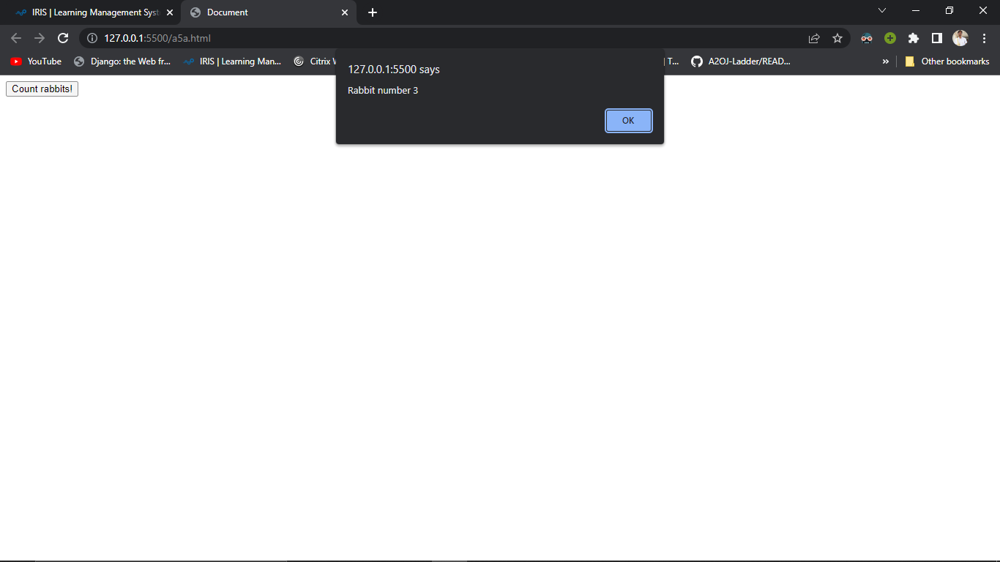 IRIS | Learning Management Syst
Document
127.0.0.1:5500/a5a.html
YouTube
Django: the Web fr...
IRIS | Learning Man...
Citrix
| T...
A2OJ-Ladder/READ...
»
Other bookmarks
Count rabbits!
127.0.0.1:5500 says
Rabbit number 3
OK